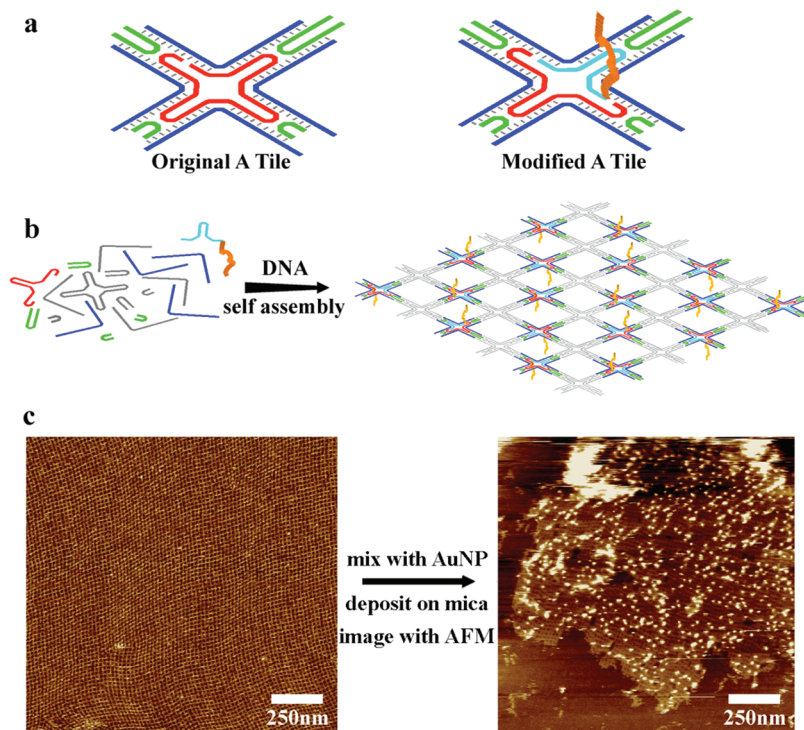 a
Original A Tile
Modified A Tile
b
DNA
self assembly
c
mix with AuNP
deposit on mica
image with AFM
250nm
250nm